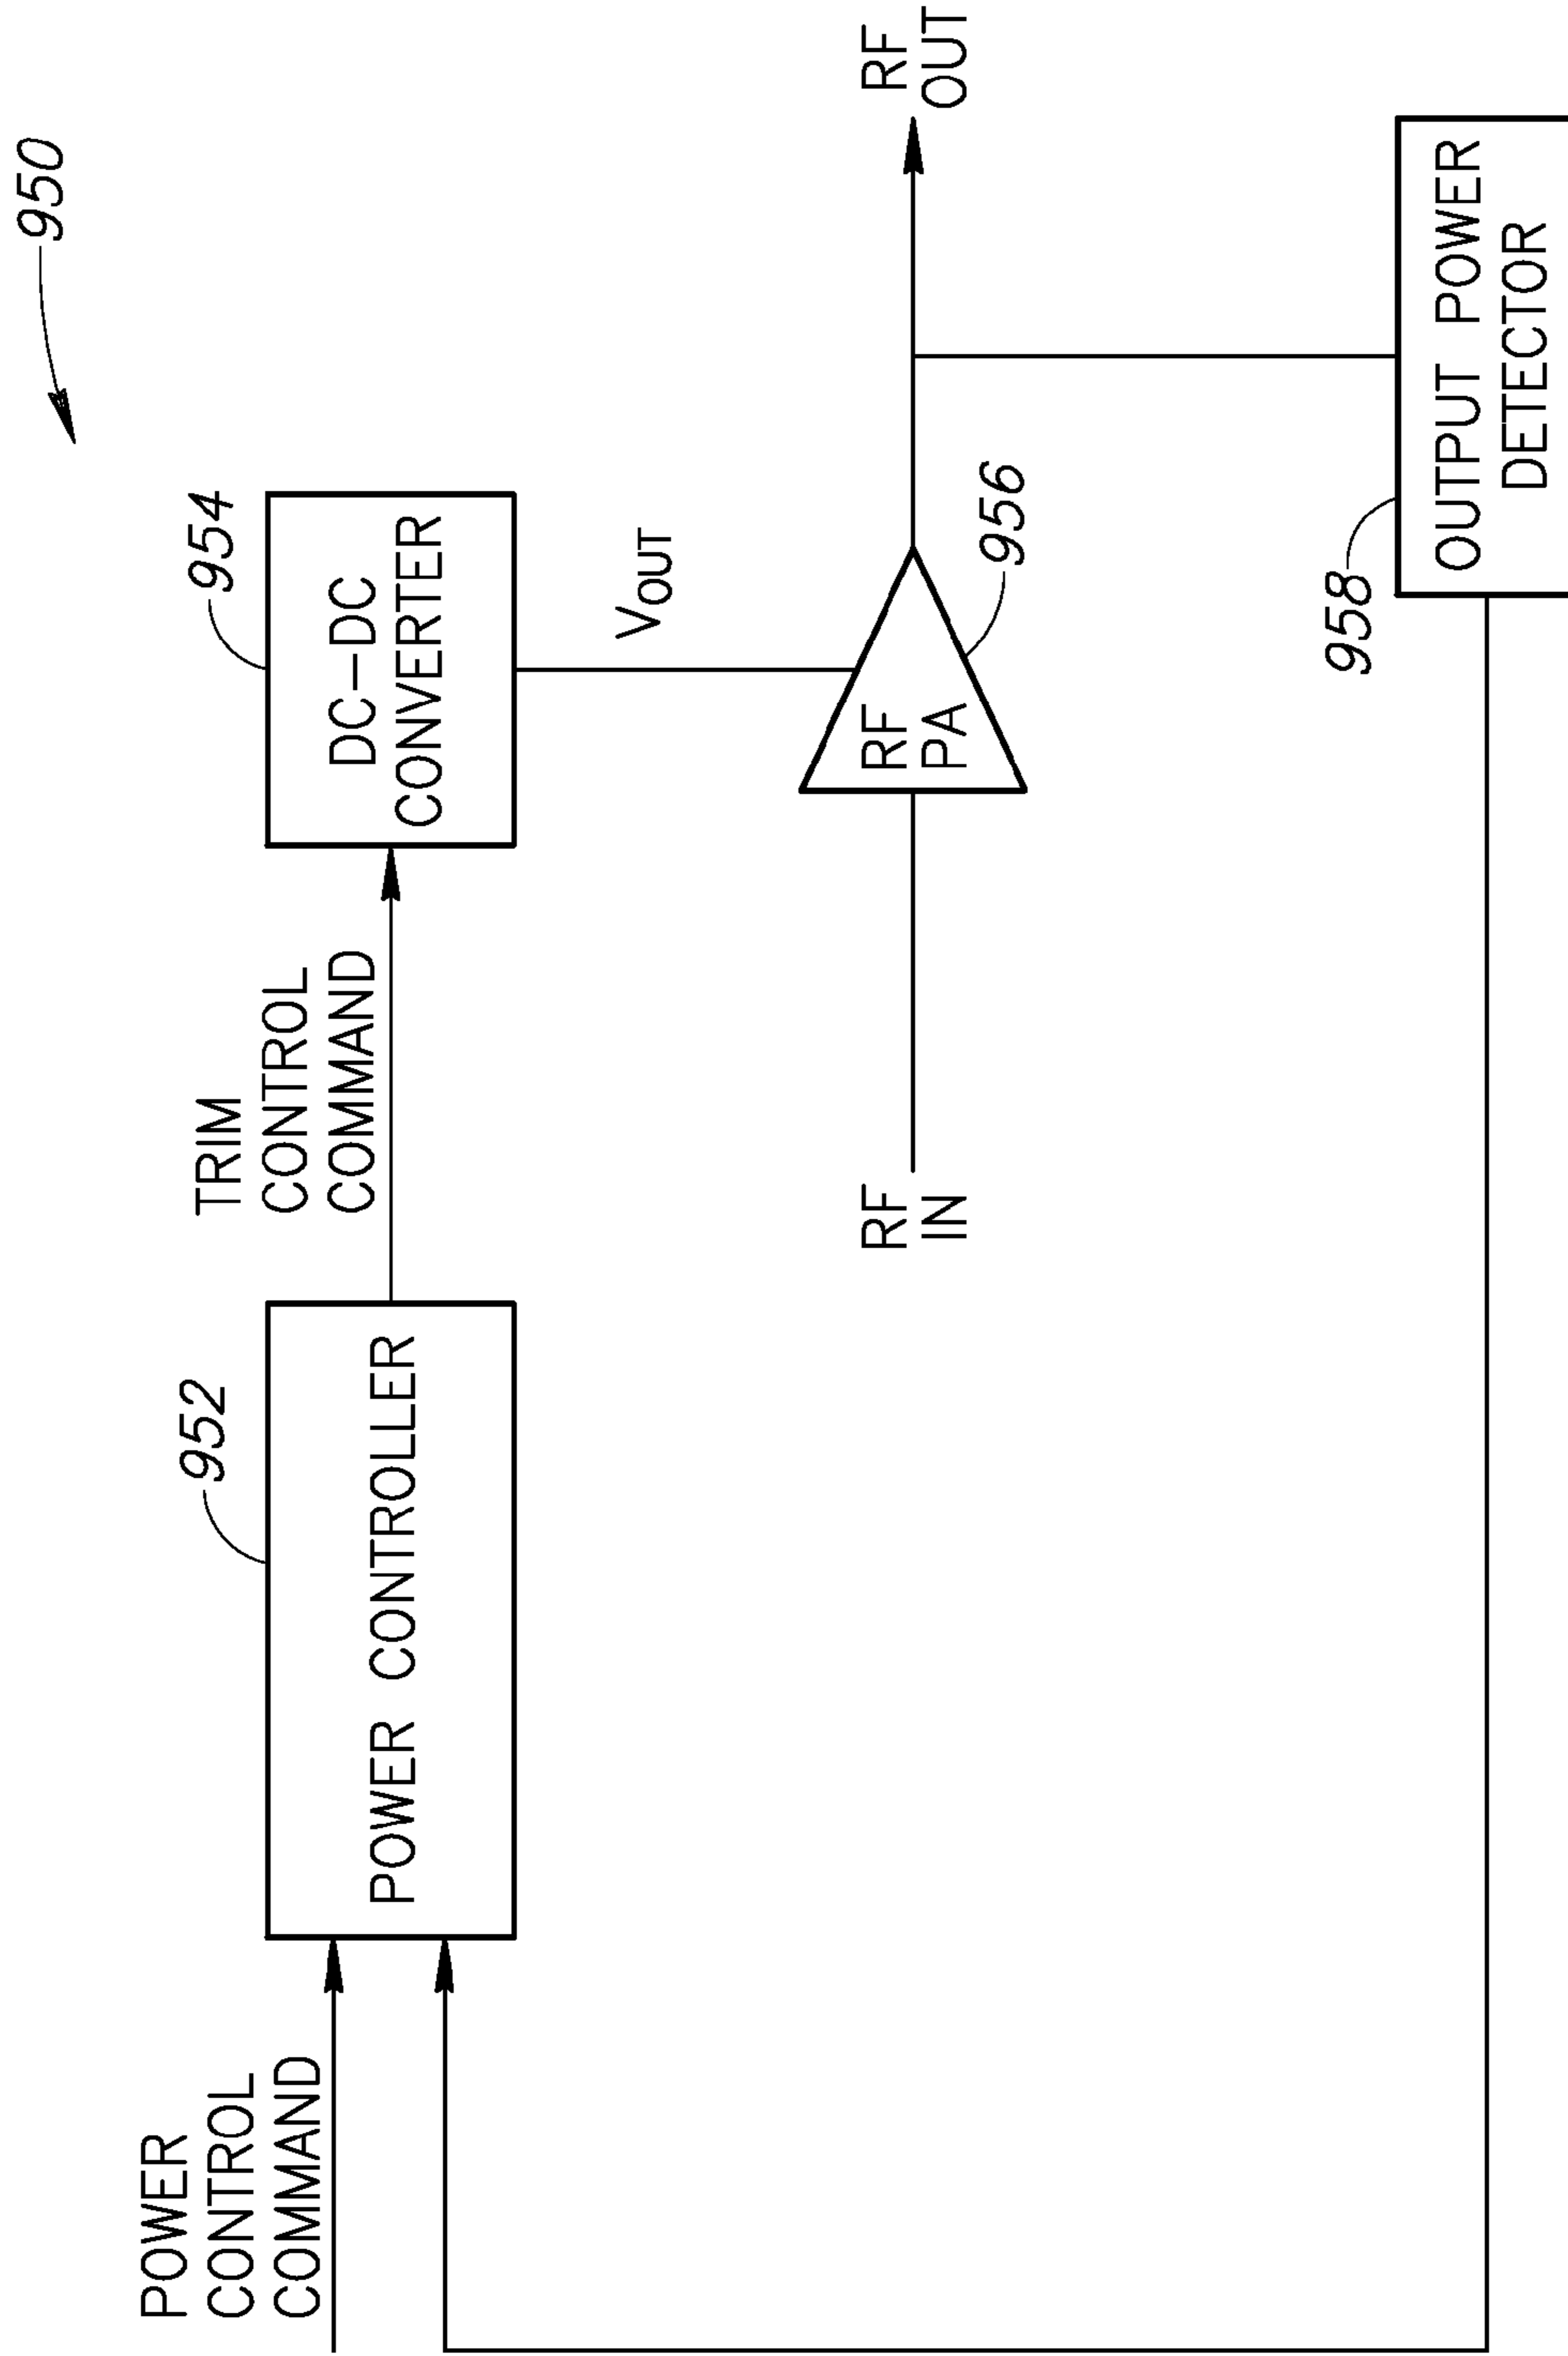 950
POWER
CONTROL
COMMAND
952
POWER CONTROLLER
TRIM
CONTROL
COMMAND
954
DC-DC
CONVERTER
VOUT
RF
IN
RF
PA
956
RF
OUT
958
OUTPUT POWER
DETECTOR